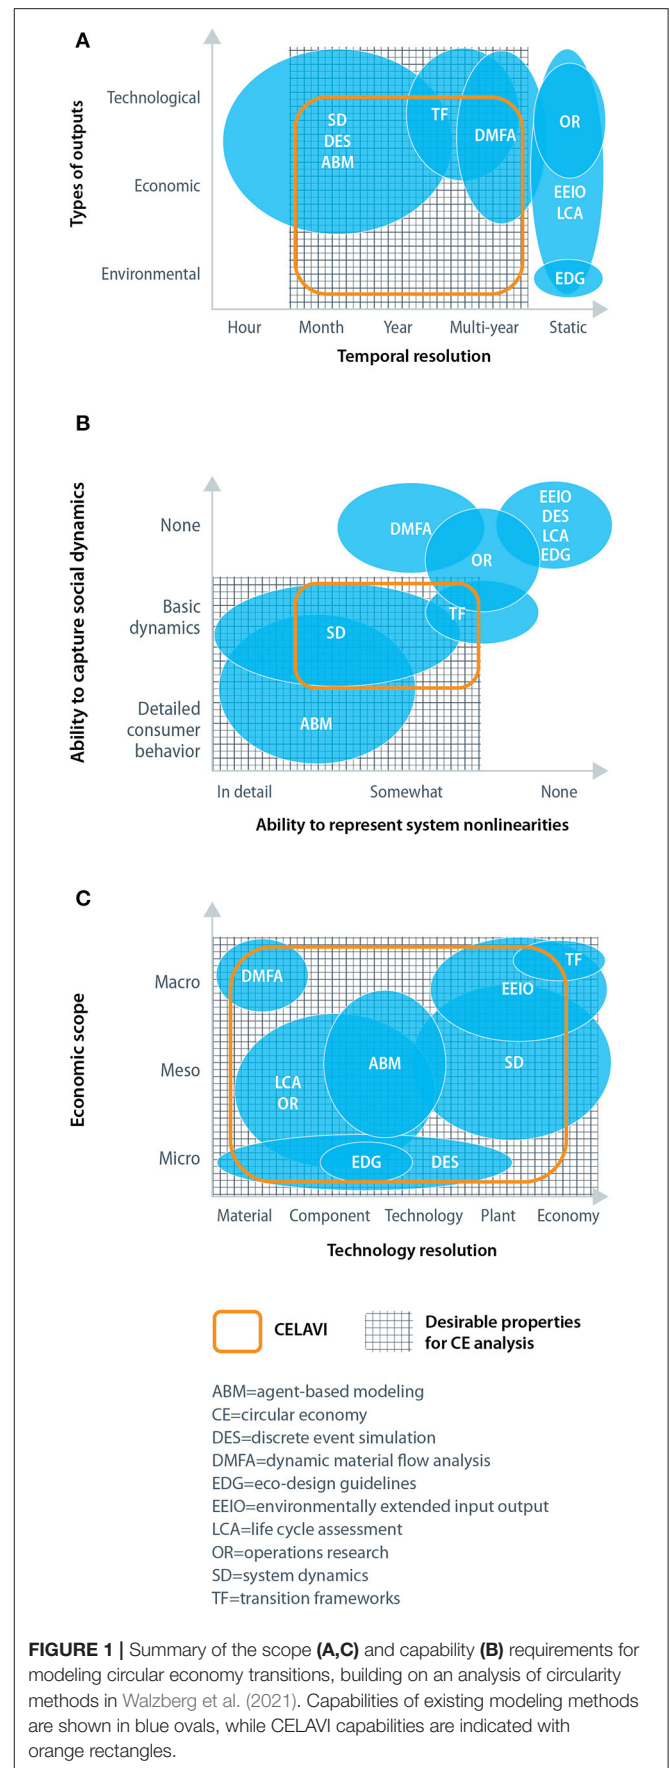 A
Types of outputs
Technological
Economic
Environmental
SD
DES
ABM
TF
DMFA
OR
EEIO
LCA
EDG
Hour Month Year Multi-year Static
Temporal resolution
B
Ability to capture social dynamics
None
Basic
dynamics
Detailed
consumer
behavior
DMFA
EEIO
DES
LCA
EDG
OR
TF
SD
ABM
In detail Somewhat None
Ability to represent system nonlinearities
C
Economic scope
Macro
Meso
Micro
DMFA
TF
EEIO
ABM
SD
LCA
OR
EDG
DES
Material Component Technology Plant Economy
Technology resolution
CELAVI
Desirable properties
for CE analysis
ABM=agent-based modeling
CE=circular economy
DES=discrete event simulation
DMFA=dynamic material flow analysis
EDG=eco-design guidelines
EEIO=environmentally extended input output
LCA=life cycle assessment
OR=operations research
SD=system dynamics
TF=transition frameworks
FIGURE 1 | Summary of the scope (A,C) and capability (B) requirements for
modeling circular economy transitions, building on an analysis of circularity
methods in Walzberg et al. (2021). Capabilities of existing modeling methods
are shown in blue ovals, while CELAVI capabilities are indicated with
orange rectangles.